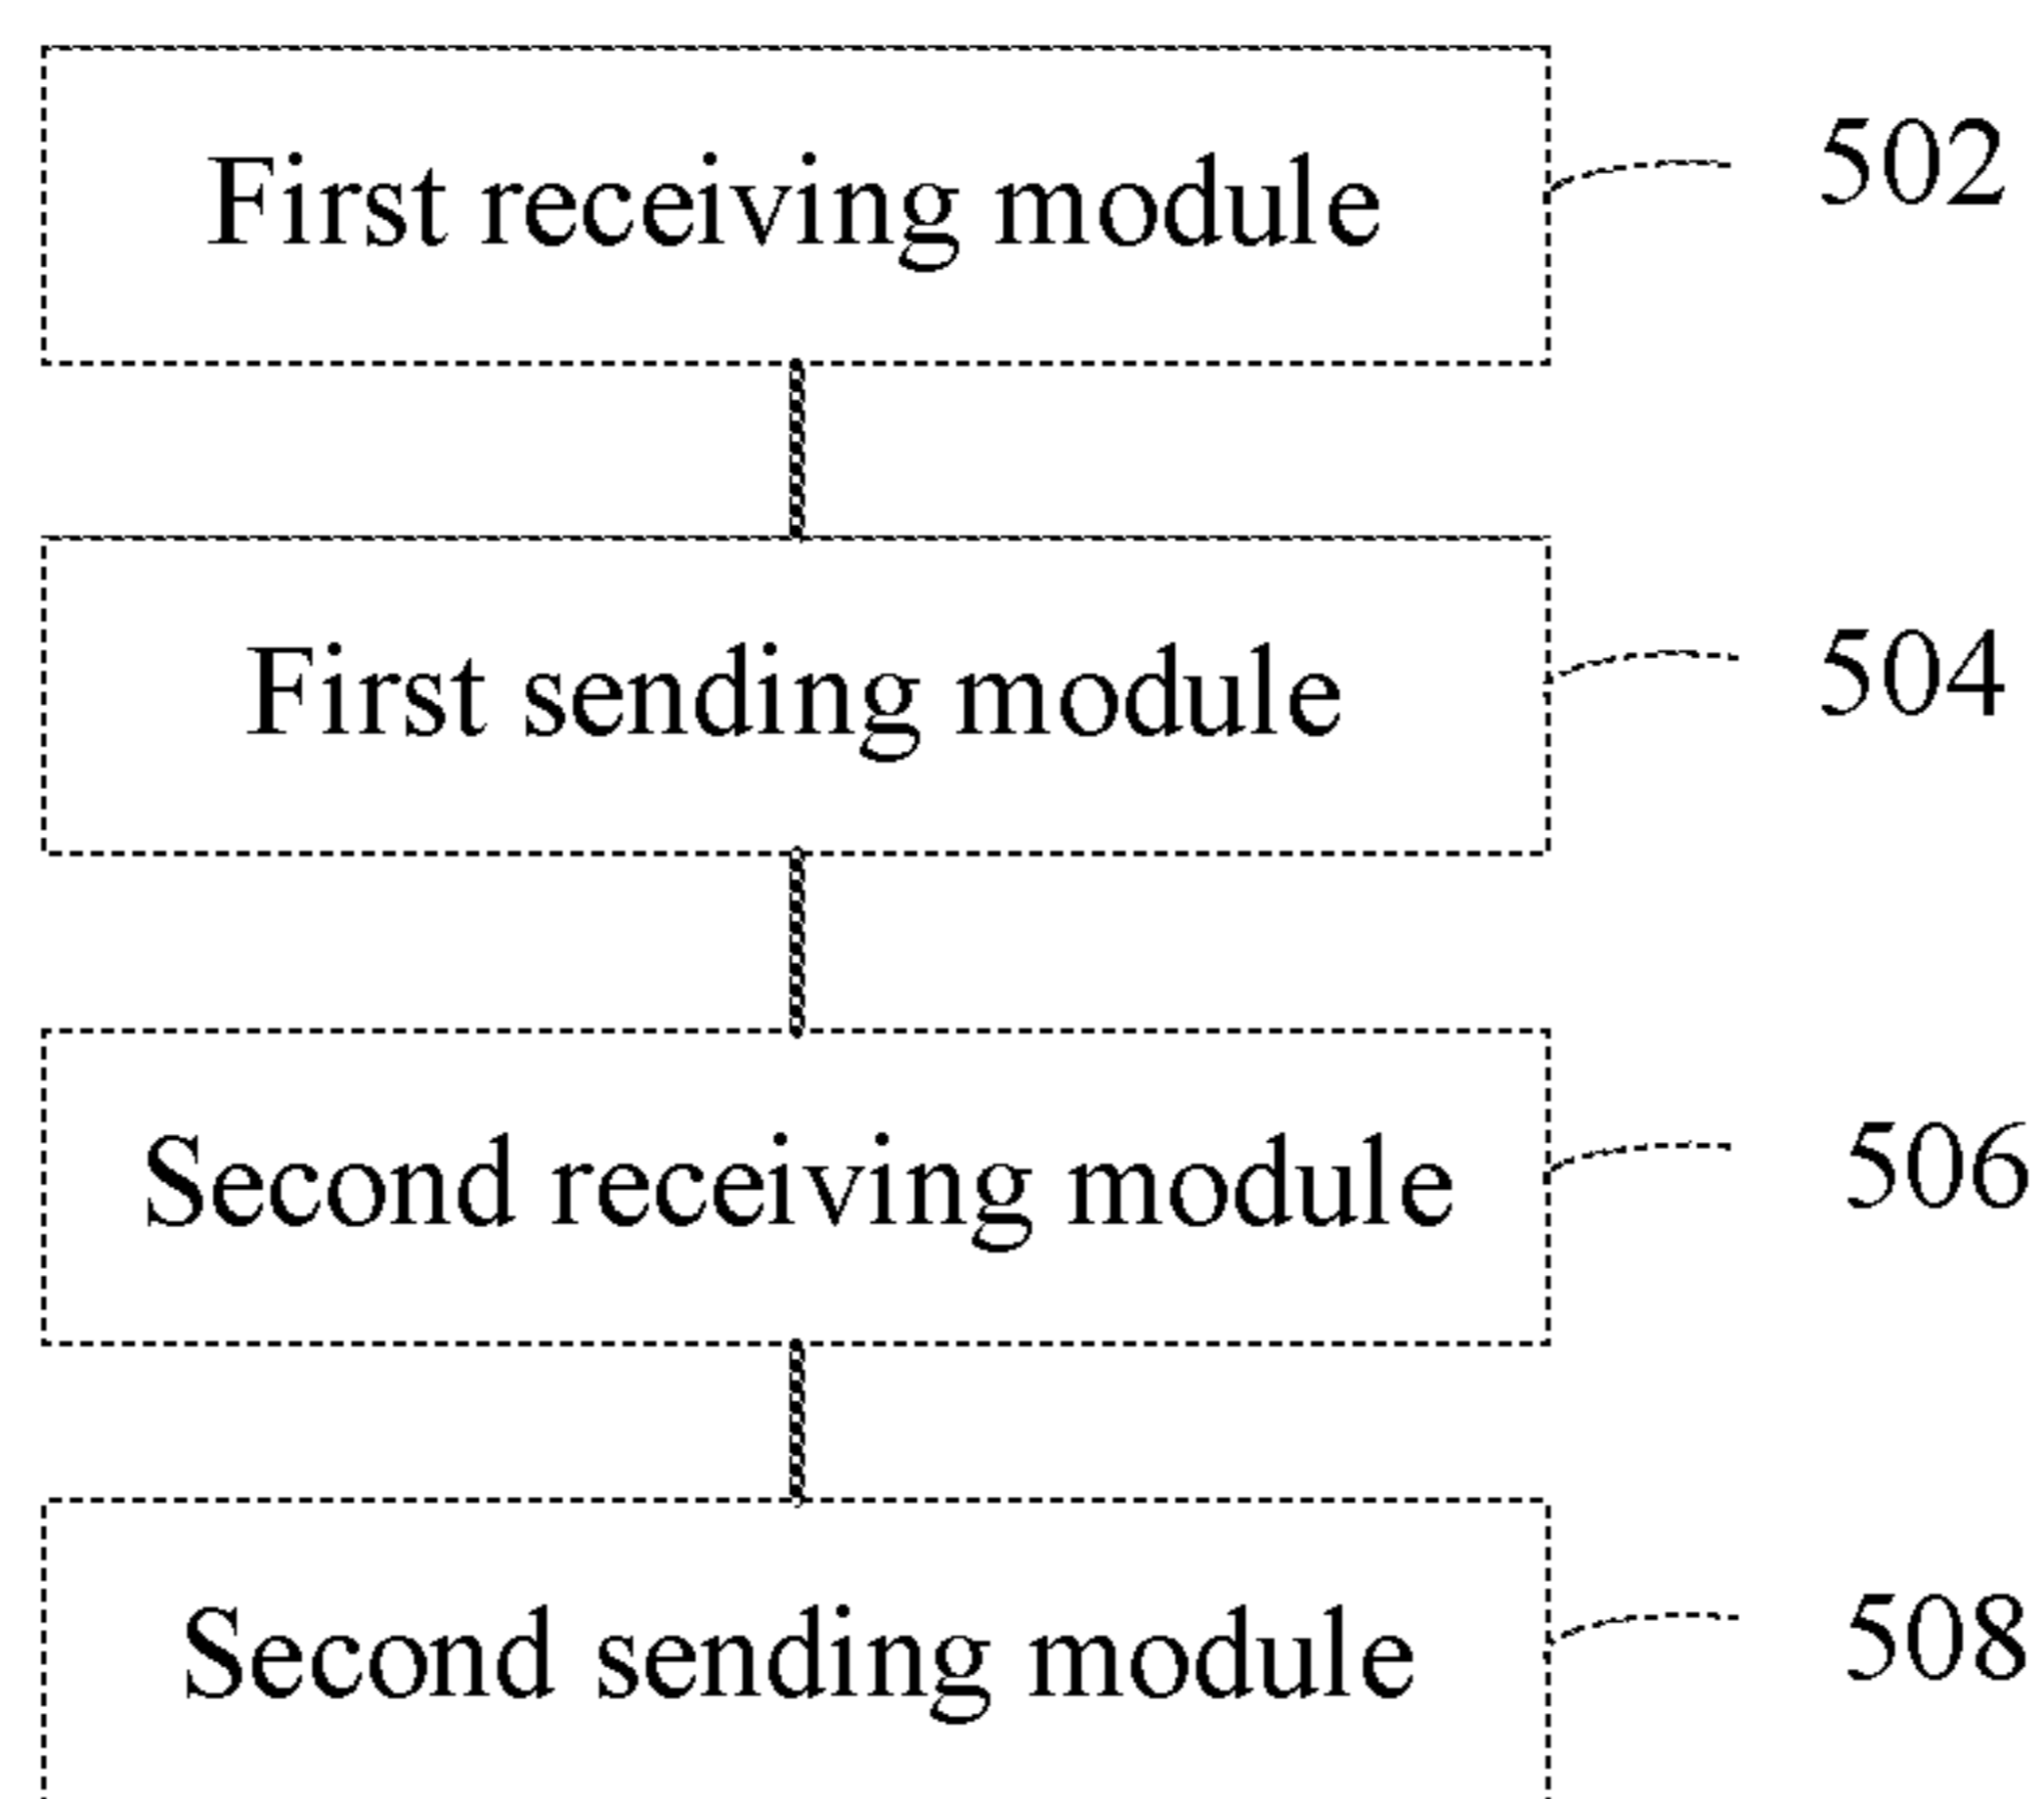 First receiving module 502
First sending module 504
Second receiving module 506
Second sending module 508